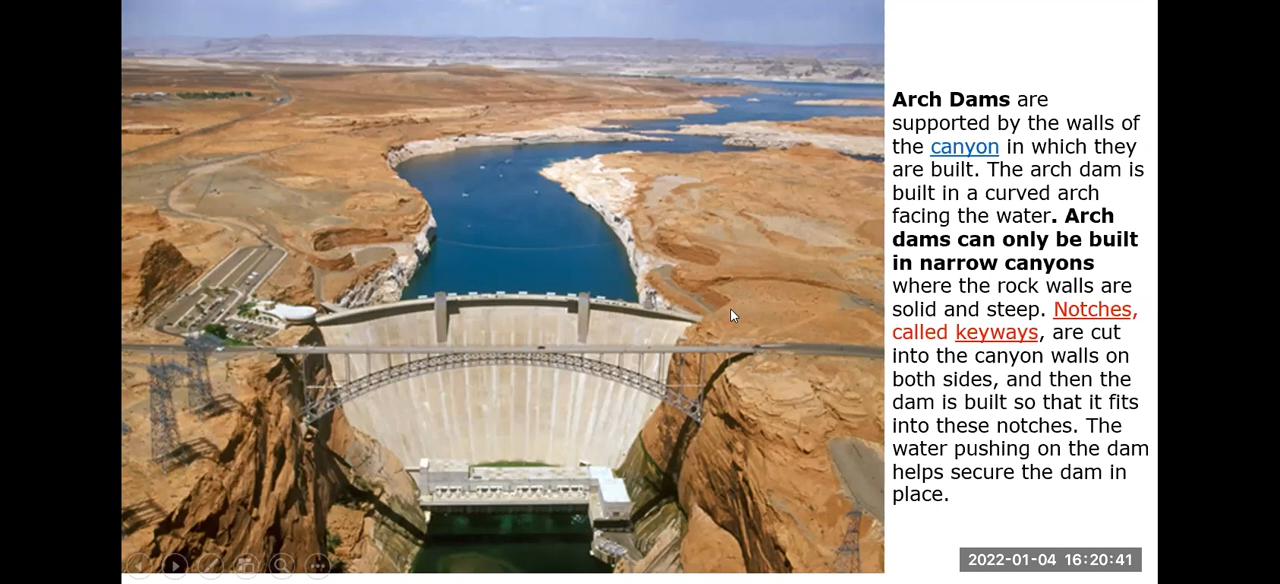 Arch Dams are
supported by the walls of
the canyon in which they
are built. The arch dam is
built in a curved arch
facing the water. Arch
dams can only be built
in narrow canyons
where the rock walls are
solid and steep. Notches,
called keyways, are cut
into the canyon walls on
both sides, and then the
dam is built so that it fits
into these notches. The
water pushing on the dam
helps secure the dam in
place.
2022-01-04 16:20:41